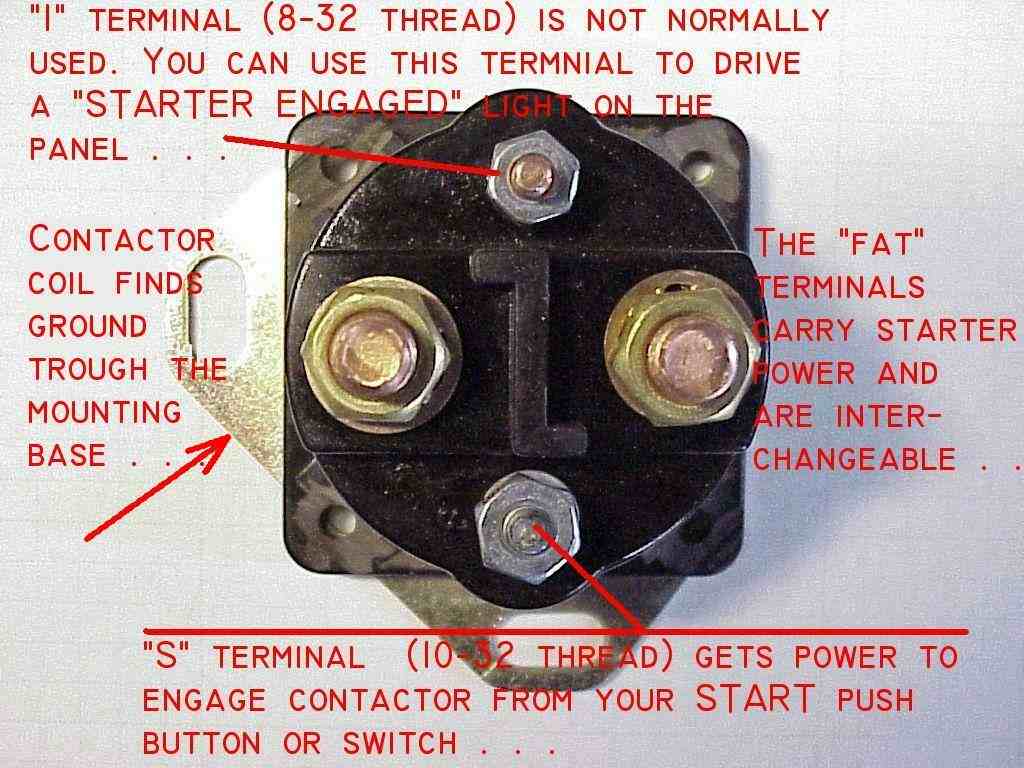 "I" TERMINAL (8-32 THREAD) IS NOT NORMALLY
USED. YOU CAN USE THIS TERMNIAL TO DRIVE
A "STARTER ENGAGED" LIGHT ON THE
PANEL . . .
CONTACTOR
COIL FINDS
GROUND
TROUGH THE
MOUNTING
BASE . . .
THE "FAT"
TERMINALS
CARRY STARTER
POWER AND
ARE INTER-
CHANGEABLE . .
"S" TERMINAL (10-32 THREAD) GETS POWER TO
ENGAGE CONTACTOR FROM YOUR START PUSH
BUTTON OR SWITCH . . .